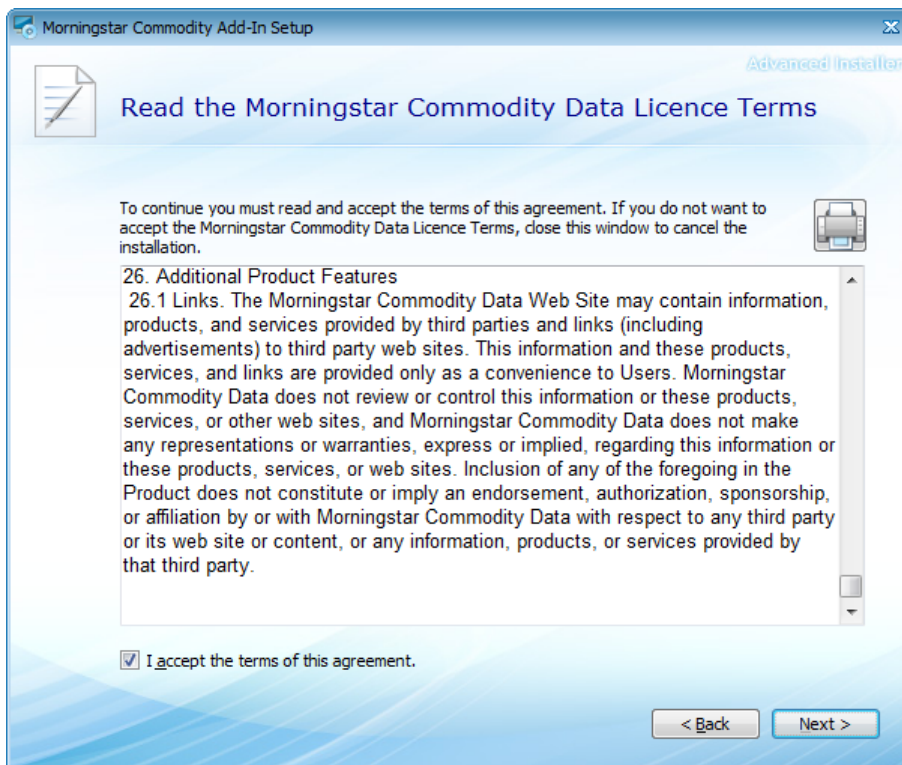 Morningstar Commodity Add-In Setup
Advanced Installer
Read the Morningstar Commodity Data Licence Terms
To continue you must read and accept the terms of this agreement. If you do not want to
accept the Morningstar Commodity Data Licence Terms, close this window to cancel the
installation.
26. Additional Product Features
26.1 Links. The Morningstar Commodity Data Web Site may contain information,
products, and services provided by third parties and links (including
advertisements) to third party web sites. This information and these products,
services, and links are provided only as a convenience to Users. Morningstar
Commodity Data does not review or control this information or these products,
services, or other web sites, and Morningstar Commodity Data does not make
any representations or warranties, express or implied, regarding this information or
these products, services, or web sites. Inclusion of any of the foregoing in the
Product does not constitute or imply an endorsement, authorization, sponsorship,
or affiliation by or with Morningstar Commodity Data with respect to any third party
or its web site or content, or any information, products, or services provided by
that third party.
I accept the terms of this agreement.
< Back
Next >